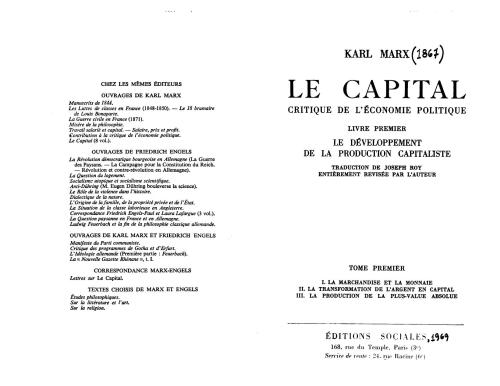 CHEZ LES MÊMES ÉDITEURS
OUVRAGES DE KARL MARX
Manuscrits de 1844.
Les Luttes de classes en France (1848-1850). — Le 18 brumaire
de Louis Bonaparte.
La Guerre civile en France (1871).
Misère de la philosophie.
Travail salarié et capital. — Salaire, prix et profit.
Contribution à la critique de l'économie politique.
Le Capital (8 vol.).
OUVRAGES DE FRIEDRICH ENGELS
La Révolution démocratique bourgeoise en Allemagne (La Guerre
des Paysans. — La Campagne pour la Constitution du Reich.
— Révolution et contre-révolution en Allemagne).
La Question du logement.
Socialisme utopique et socialisme scientifique.
Anti-Dühring (M. Eugen Dühring bouleverse la science).
Le Rôle de la violence dans l'histoire.
Dialectique de la nature.
L'Origine de la famille, de la propriété privée et de l'État.
La Situation de la classe laborieuse en Angleterre.
Correspondance Friedrich Engels-Paul et Laura Lafargue (3 vol.).
La Question paysanne en France et en Allemagne.
Ludwig Feuerbach et la fin de la philosophie classique allemande.
OUVRAGES DE KARL MARX ET FRIEDRICH ENGELS
Manifeste du Parti communiste.
Critique des programmes de Gotha et d'Erfurt.
L'Idéologie allemande (Première partie : Feuerbach).
La « Nouvelle Gazette Rhénane », t. I.
CORRESPONDANCE MARX-ENGELS
Lettres sur Le Capital.
TEXTES CHOISIS DE MARX ET ENGELS
Études philosophiques.
Sur la littérature et l'art.
Sur la religion.
KARL MARX (1867)
LE CAPITAL
CRITIQUE DE L'ÉCONOMIE POLITIQUE
LIVRE PREMIER
LE DÉVELOPPEMENT
DE LA PRODUCTION CAPITALISTE
TRADUCTION DE JOSEPH ROY
ENTIÈREMENT REVISÉE PAR L'AUTEUR
TOME PREMIER
I. LA MARCHANDISE ET LA MONNAIE
II. LA TRANSFORMATION DE L'ARGENT EN CAPITAL
III. LA PRODUCTION DE LA PLUS-VALUE ABSOLUE
ÉDITIONS SOCIALES, 1969
168, rue du Temple, Paris (3e)
Service de vente : 24, rue Racine (6e)